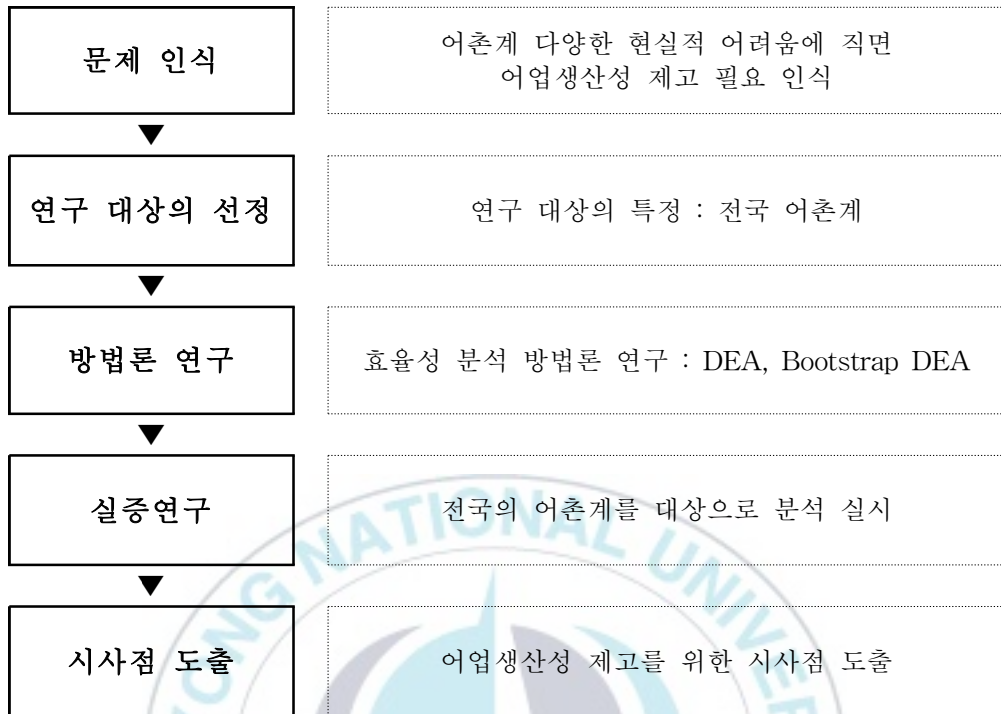 문제 인식
어촌계 다양한 현실적 어려움에 직면
어업생산성 제고 필요 인식
▼
연구 대상의 선정
연구 대상의 특정 : 전국 어촌계
▼
방법론 연구
효율성 분석 방법론 연구 : DEA, Bootstrap DEA
▼
실증연구
전국의 어촌계를 대상으로 분석 실시
▼
시사점 도출
어업생산성 제고를 위한 시사점 도출
NATIONAL